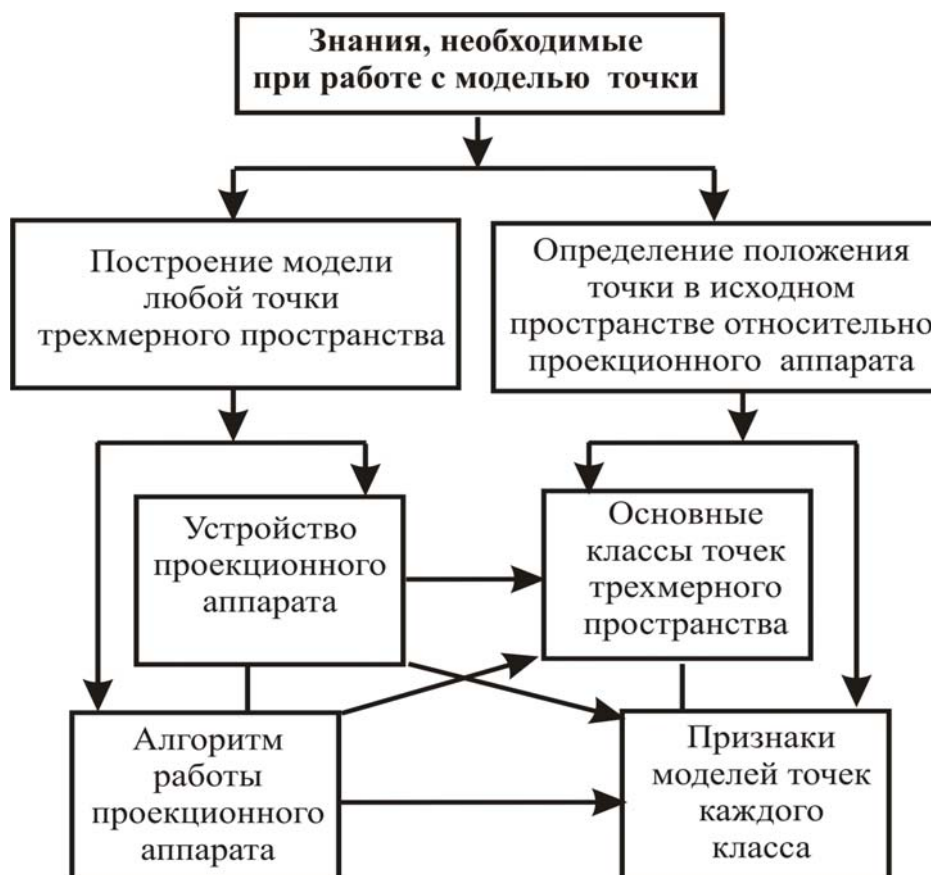 Знания, необходимые
при работе с моделью точки
Построение модели
любой точки
трехмерного пространства
Определение положения
точки в исходном
пространстве относительно
проекционного аппарата
Устройство
проекционного
аппарата
Основные
классы точек
трехмерного
пространства
Алгоритм
работы
проекционного
аппарата
Признаки
моделей точек
каждого
класса